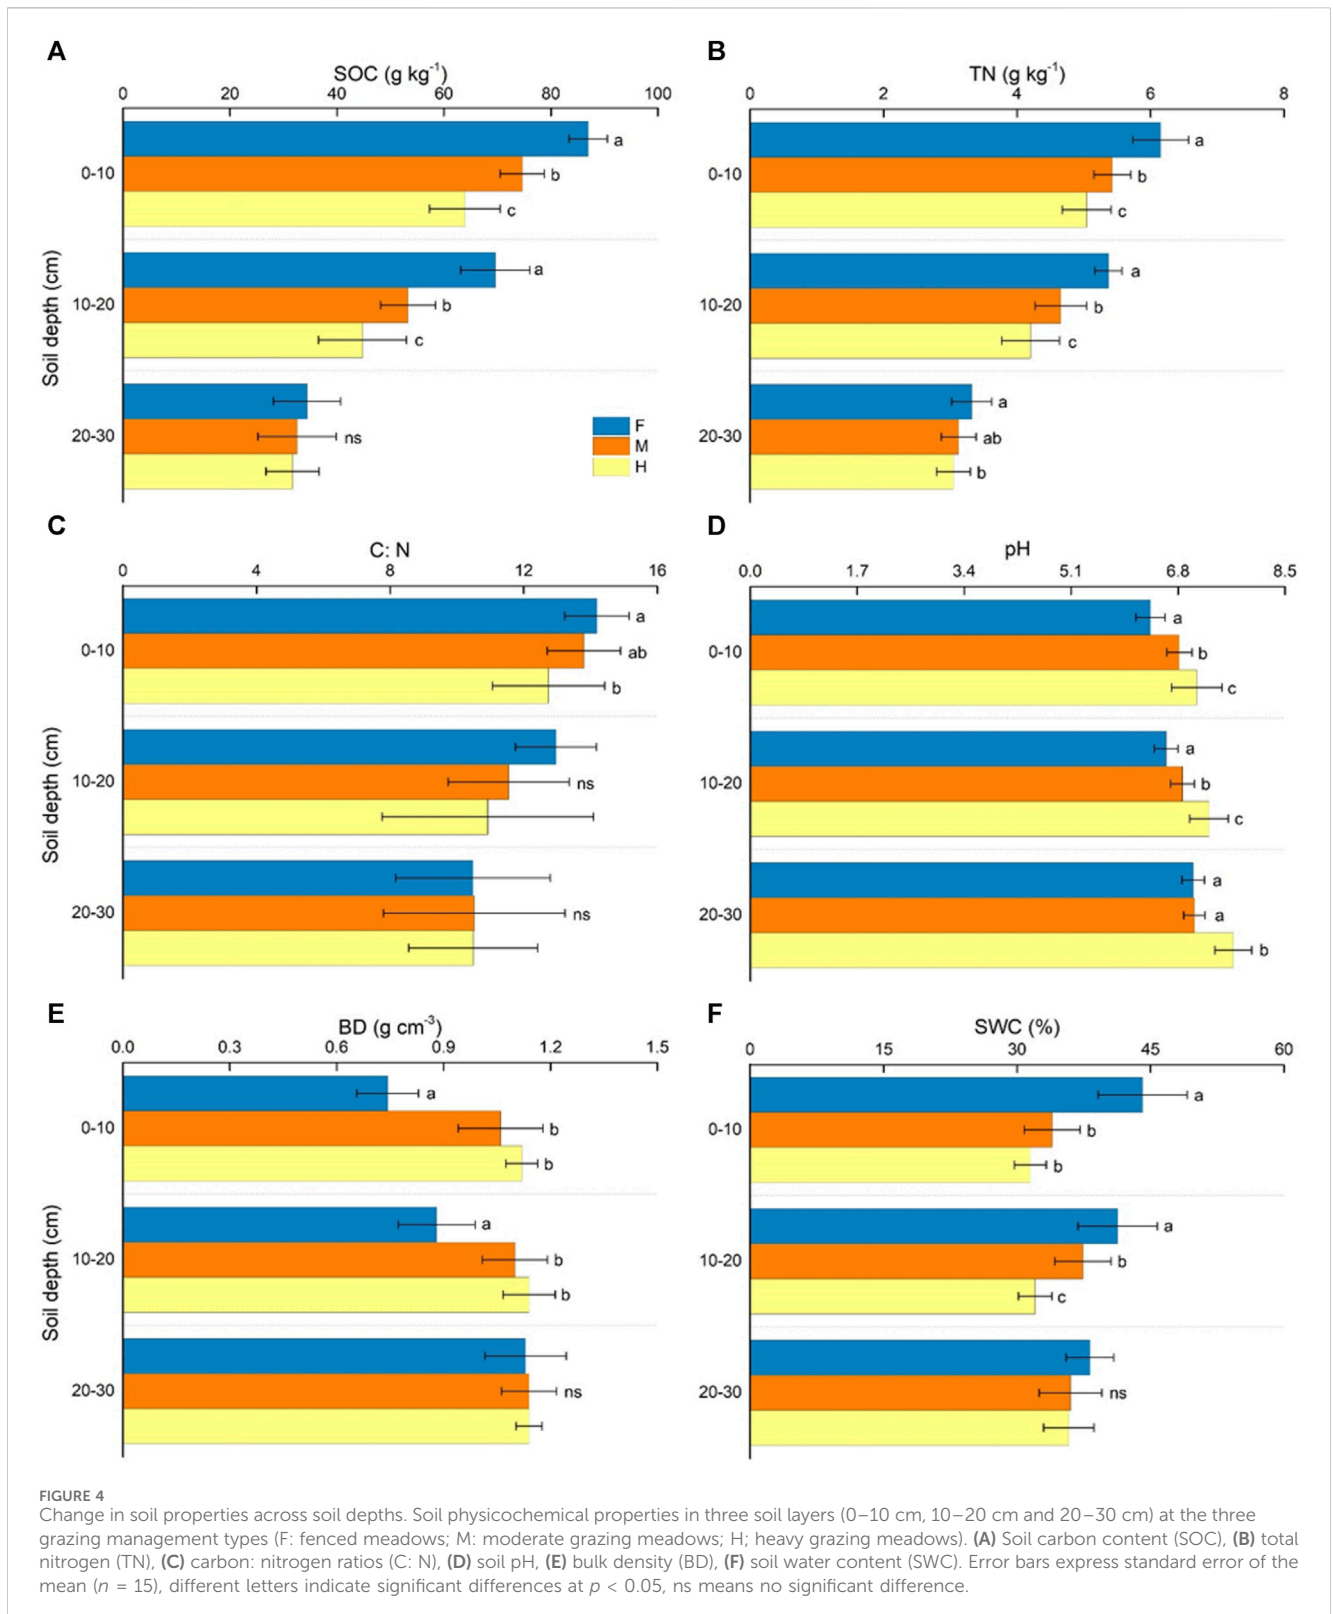 A
SOC (g kg-1)
0 20 40 60 80 100
a
0-10 b
c
a
10-20 b
c
20-30 ns
Soil depth (cm)
F
M
H
B
TN (g kg-1)
0 2 4 6 8
a
0-10 b
c
a
10-20 b
c
a
20-30 ab
b
C
C: N
0 4 8 12 16
a
0-10 ab
b
10-20 ns
20-30 ns
Soil depth (cm)
D
pH
0.0 1.7 3.4 5.1 6.8 8.5
a
0-10 b
c
a
10-20 b
c
a
20-30 a
b
E
BD (g cm-3)
0.0 0.3 0.6 0.9 1.2 1.5
a
0-10 b
b
a
10-20 b
b
20-30 ns
Soil depth (cm)
F
SWC (%)
0 15 30 45 60
a
0-10 b
b
a
10-20 b
c
20-30 ns
FIGURE 4
Change in soil properties across soil depths. Soil physicochemical properties in three soil layers (0–10 cm, 10–20 cm and 20–30 cm) at the three
grazing management types (F: fenced meadows; M: moderate grazing meadows; H; heavy grazing meadows). (A) Soil carbon content (SOC), (B) total
nitrogen (TN), (C) carbon: nitrogen ratios (C: N), (D) soil pH, (E) bulk density (BD), (F) soil water content (SWC). Error bars express standard error of the
mean (n = 15), different letters indicate significant differences at p < 0.05, ns means no significant difference.